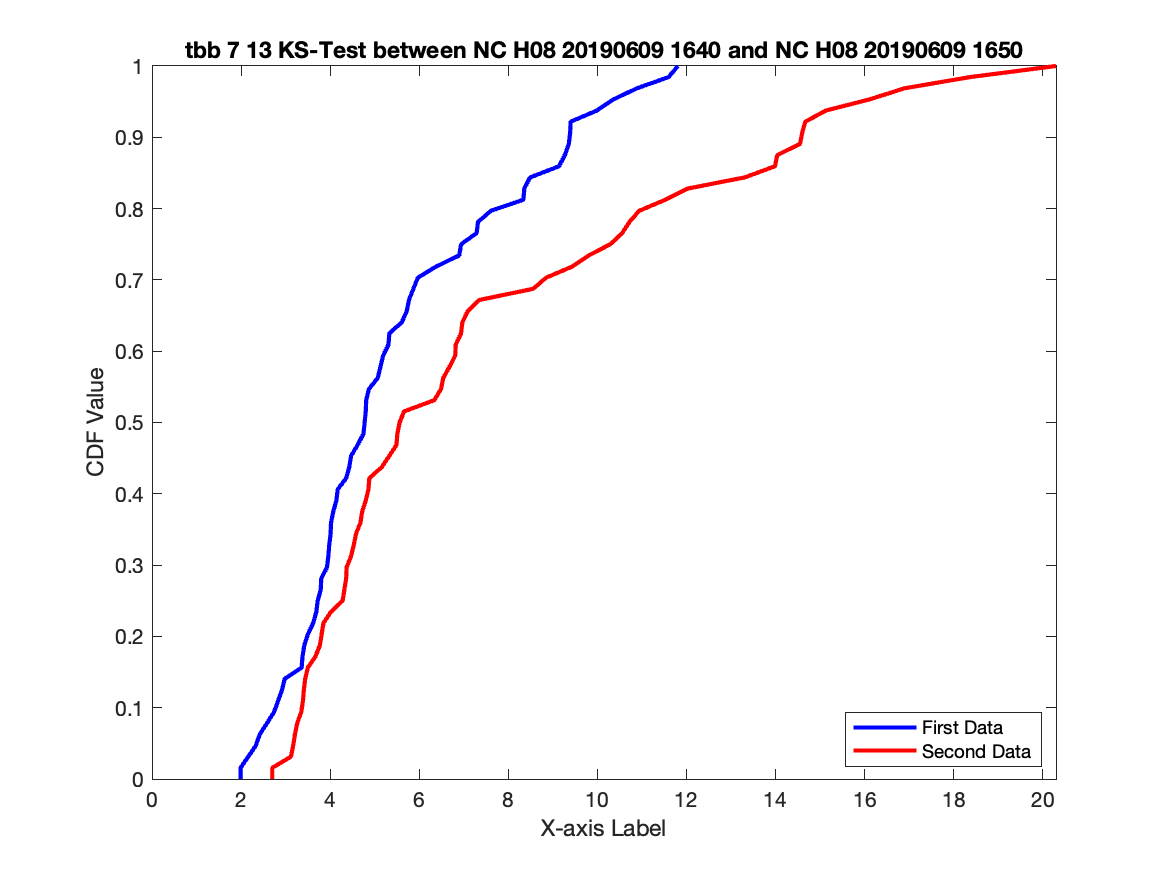 tbb 7 13 KS-Test between NC H08 20190609 1640 and NC H08 20190609 1650
1
0.9
0.8
0.7
0.6
0.5
0.4
0.3
0.2
0.1
0
CDF Value
First Data
Second Data
0 2 4 6 8 10 12 14 16 18 20
X-axis Label